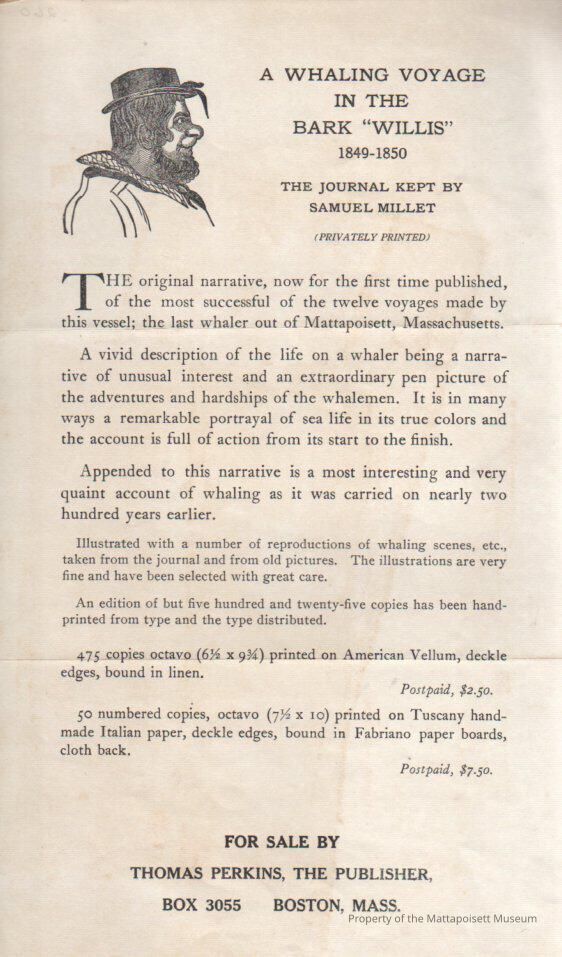 A WHALING VOYAGE
IN THE
BARK "WILLIS"
1849-1850
THE JOURNAL KEPT BY
SAMUEL MILLET
(PRIVATELY PRINTED)
THE original narrative, now for the first time published,
of the most successful of the twelve voyages made by
this vessel; the last whaler out of Mattapoisett, Massachusetts.
A vivid description of the life on a whaler being a narra-
tive of unusual interest and an extraordinary pen picture of
the adventures and hardships of the whalemen. It is in many
ways a remarkable portrayal of sea life in its true colors and
the account is full of action from its start to the finish.
Appended to this narrative is a most interesting and very
quaint account of whaling as it was carried on nearly two
hundred years earlier.
Illustrated with a number of reproductions of whaling scenes, etc.,
taken from the journal and from old pictures. The illustrations are very
fine and have been selected with great care.
An edition of but five hundred and twenty-five copies has been hand-
printed from type and the type distributed.
475 copies octavo (6½ x 9¾) printed on American Vellum, deckle
edges, bound in linen.
Postpaid, $2.50.
50 numbered copies, octavo (7½ x 10) printed on Tuscany hand-
made Italian paper, deckle edges, bound in Fabriano paper boards,
cloth back.
Postpaid, $7.50.
FOR SALE BY
THOMAS PERKINS, THE PUBLISHER,
BOX 3055 BOSTON, MASS.
Property of the Mattapoisett Museum